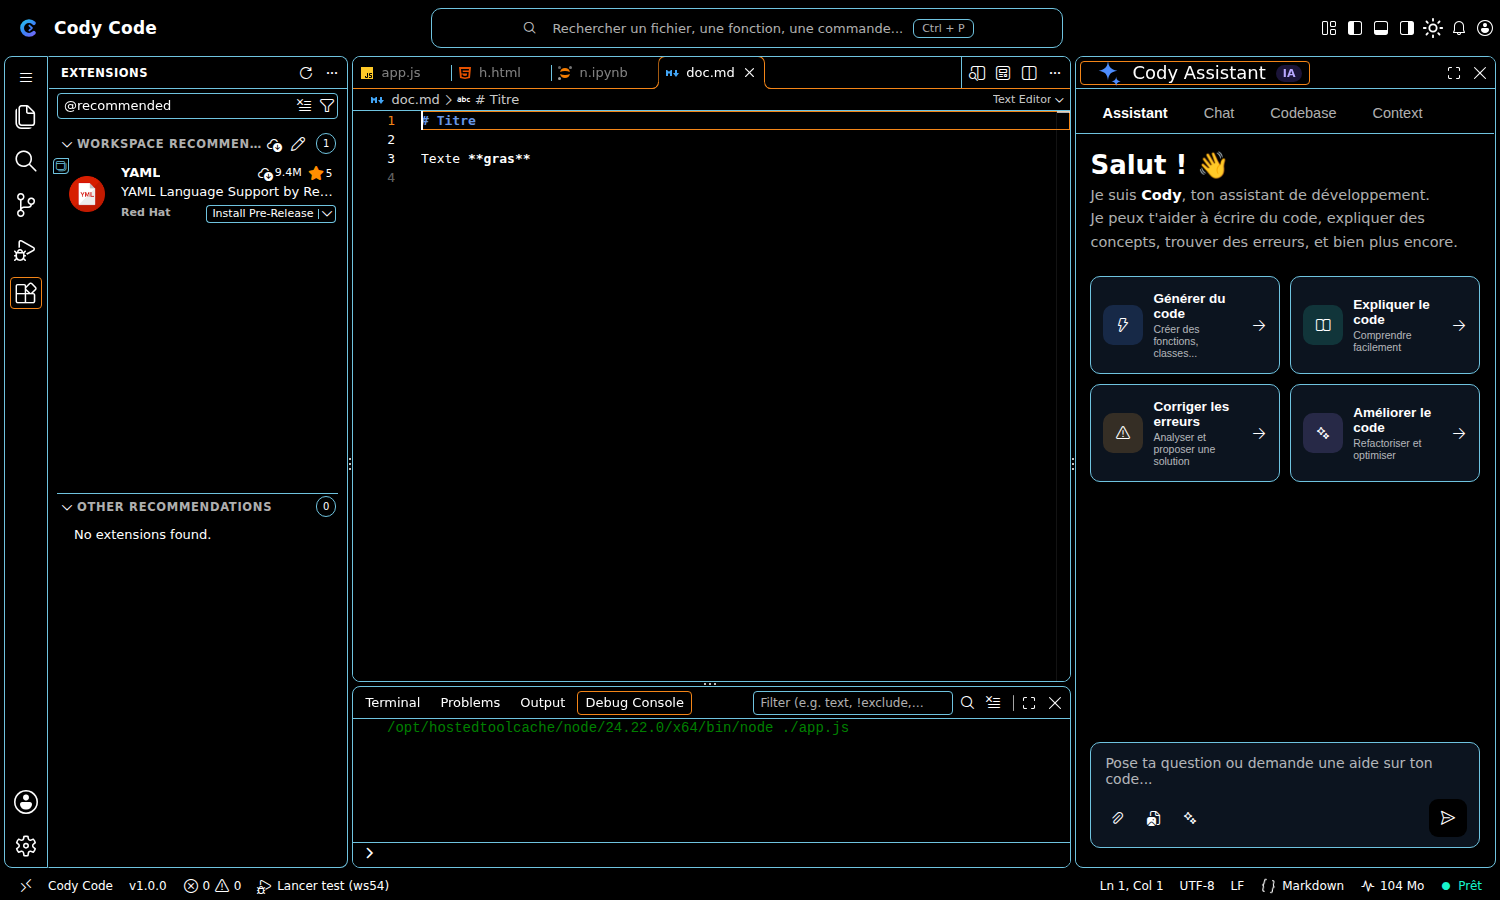 Cody Code
Rechercher un fichier, une fonction, une commande...
Ctrl + P
EXTENSIONS
@recommended
WORKSPACE RECOMMEN...
1
YAML
9.4M
5
YAML Language Support by Re...
Red Hat
Install Pre-Release
OTHER RECOMMENDATIONS
0
No extensions found.
app.js
h.html
n.ipynb
doc.md
doc.md
# Titre
Text Editor
1 # Titre
2
3 Texte **gras**
4
Terminal
Problems
Output
Debug Console
Filter (e.g. text, !exclude,...
/opt/hostedtoolcache/node/24.22.0/x64/bin/node ./app.js
Cody Assistant
IA
Assistant
Chat
Codebase
Context
Salut ! 👋
Je suis Cody, ton assistant de développement.
Je peux t'aider à écrire du code, expliquer des
concepts, trouver des erreurs, et bien plus encore.
Générer du
code
Créer des
fonctions,
classes...
Expliquer le
code
Comprendre
facilement
Corriger les
erreurs
Analyser et
proposer une
solution
Améliorer le
code
Refactoriser et
optimiser
Pose ta question ou demande une aide sur ton
code...
Cody Code
v1.0.0
0
0
Lancer test (ws54)
Ln 1, Col 1
UTF-8
LF
Markdown
104 Mo
Prêt